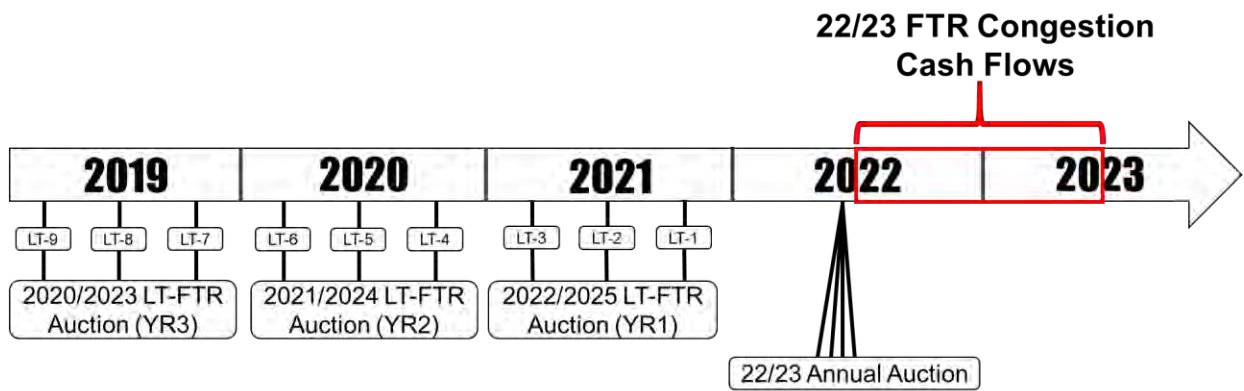 22/23 FTR Congestion
Cash Flows
2019 2020 2021 2022 2023
LT-9 LT-8 LT-7 LT-6 LT-5 LT-4 LT-3 LT-2 LT-1
2020/2023 LT-FTR
Auction (YR3)
2021/2024 LT-FTR
Auction (YR2)
2022/2025 LT-FTR
Auction (YR1)
22/23 Annual Auction